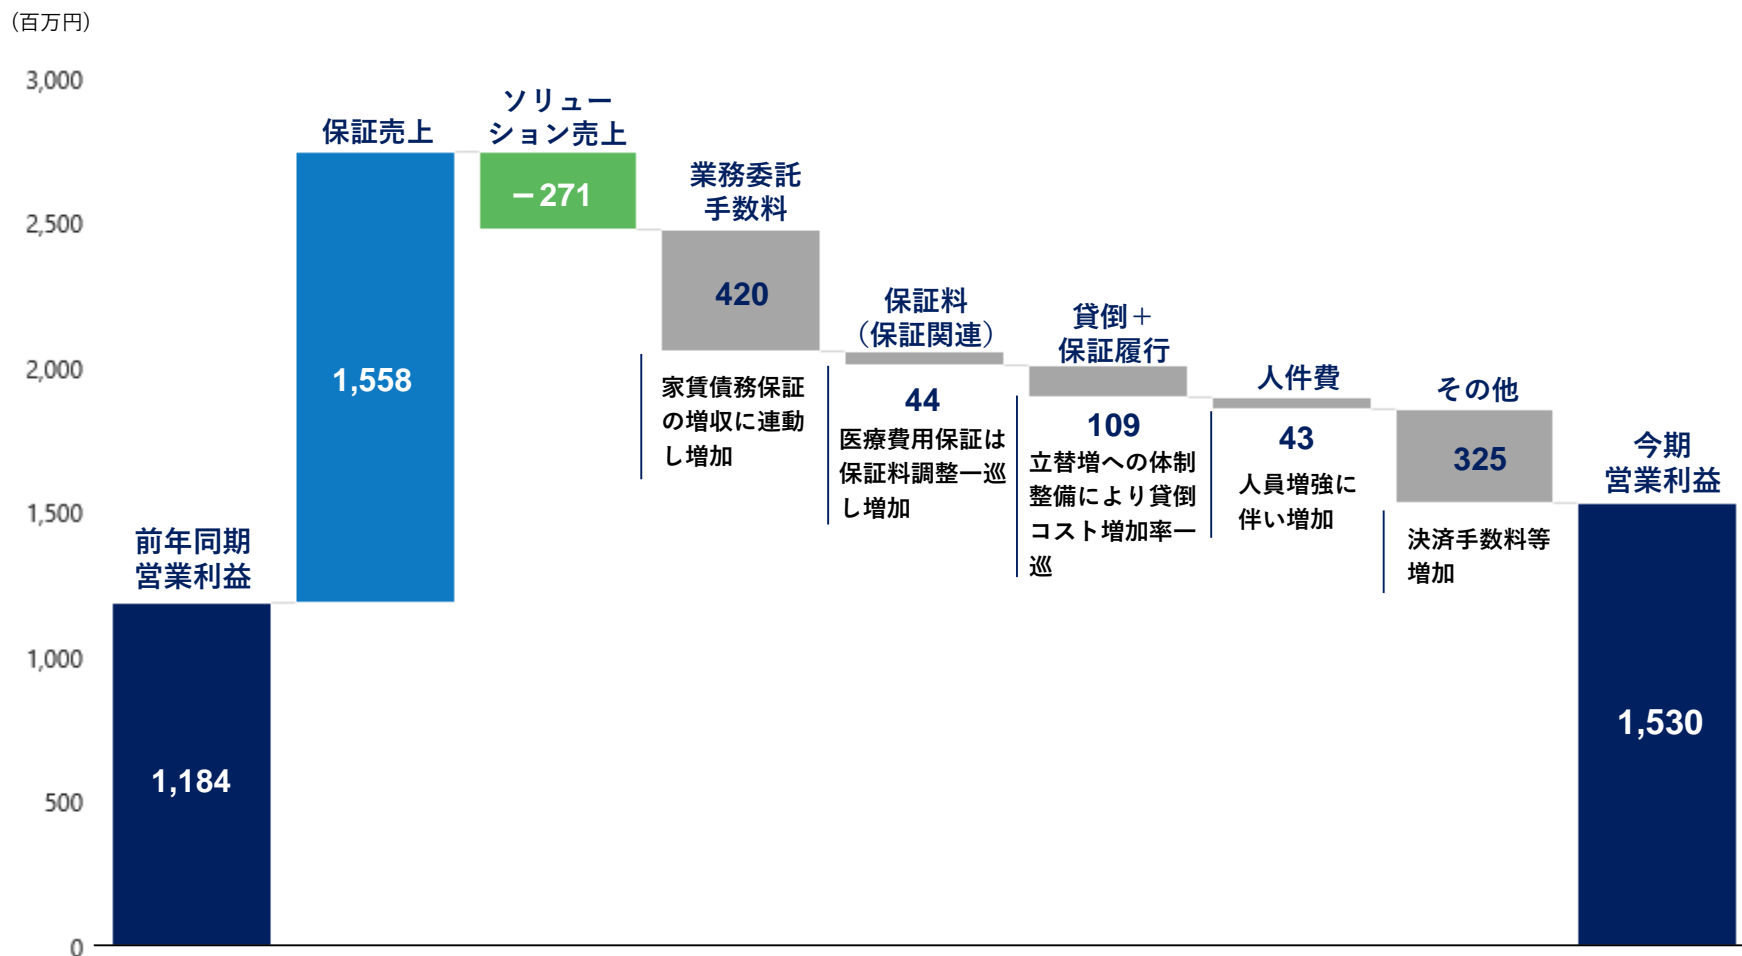 (百万円)
3,000
2,500
2,000
1,500
1,000
500
0
前年同期
営業利益
1,184
保証売上
1,558
ソリュー
ション売上
－271
業務委託
手数料
420
家賃債務保証
の増収に連動
し増加
保証料
（保証関連）
44
医療費用保証は
保証料調整一巡
し増加
貸倒＋
保証履行
109
立替増への体制
整備により貸倒
コスト増加率一
巡
人件費
43
人員増強に
伴い増加
その他
325
決済手数料等
増加
今期
営業利益
1,530